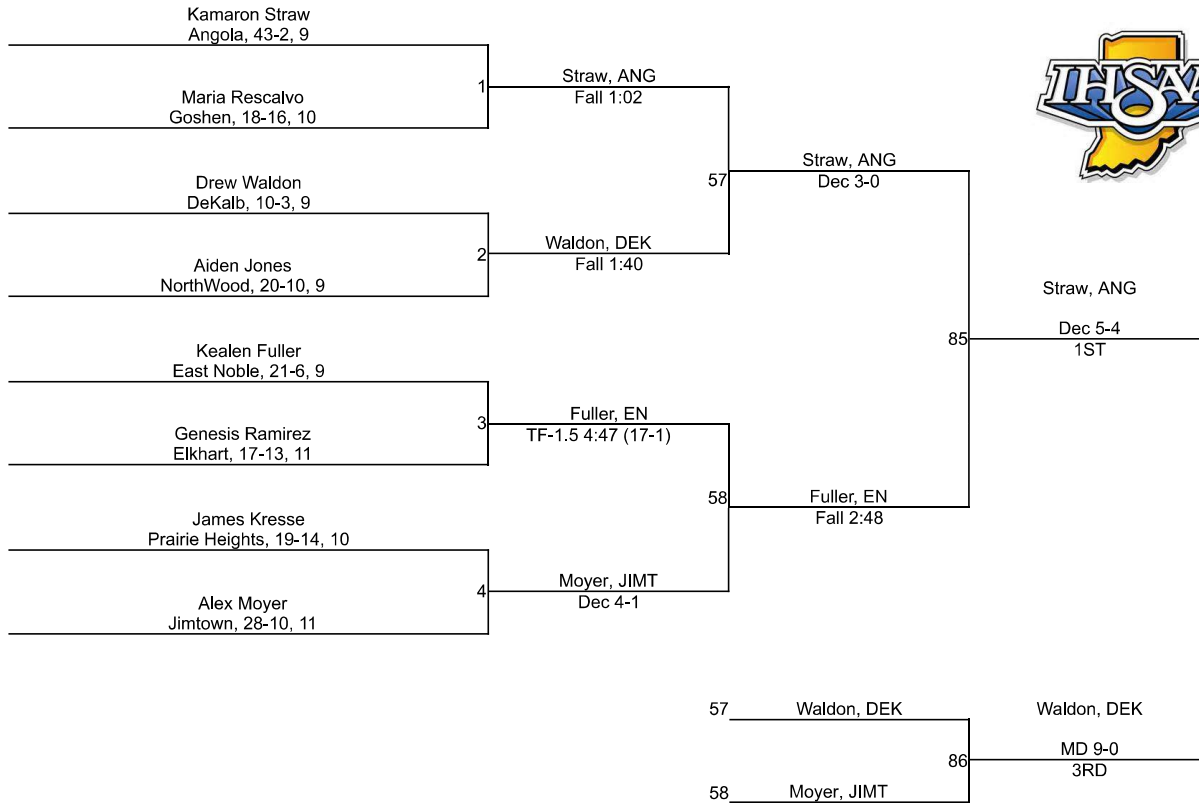 Kamaron Straw
Angola, 43-2, 9
1
Straw, ANG
Fall 1:02
Maria Rescalvo
Goshen, 18-16, 10
57
Straw, ANG
Dec 3-0
Drew Waldon
DeKalb, 10-3, 9
2
Waldon, DEK
Fall 1:40
Aiden Jones
NorthWood, 20-10, 9
85
Straw, ANG
Dec 5-4
1ST
Kealen Fuller
East Noble, 21-6, 9
3
Fuller, EN
TF-1.5 4:47 (17-1)
Genesis Ramirez
Elkhart, 17-13, 11
58
Fuller, EN
Fall 2:48
James Kresse
Prairie Heights, 19-14, 10
4
Moyer, JIMT
Dec 4-1
Alex Moyer
Jimtown, 28-10, 11
57
Waldon, DEK
86
Waldon, DEK
MD 9-0
3RD
58
Moyer, JIMT
IHSAA